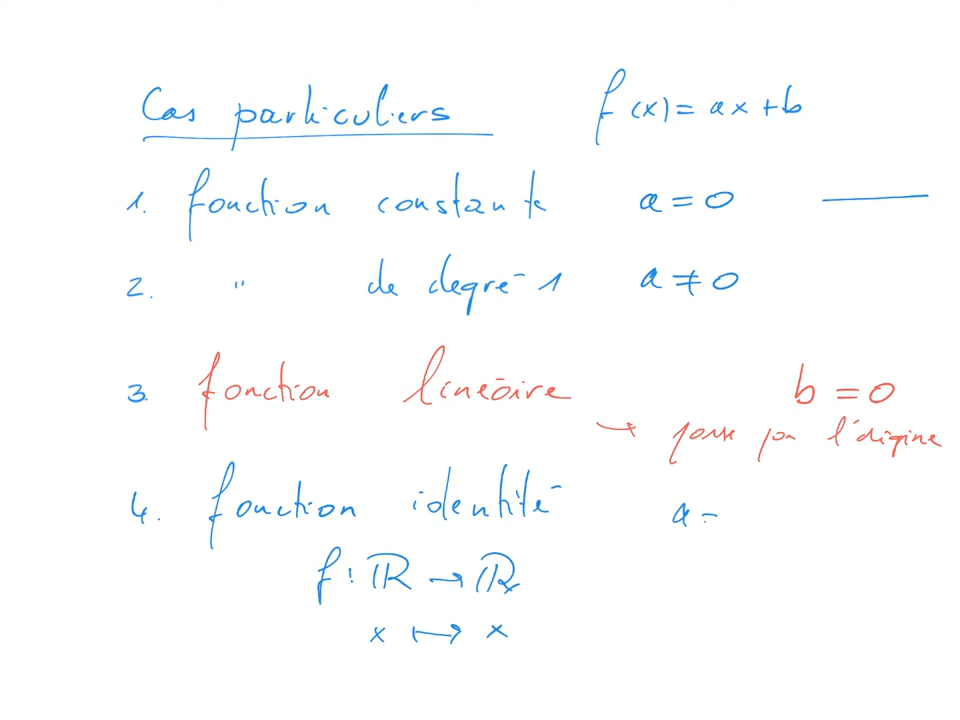 Cas particuliers f(x) = ax + b
1. fonction constante a = 0
2. " de degré 1 a ≠ 0
3. fonction linéaire b = 0
→ passe par l'origine
4. fonction identité a =
f : ℝ → ℝ
x ↦ x